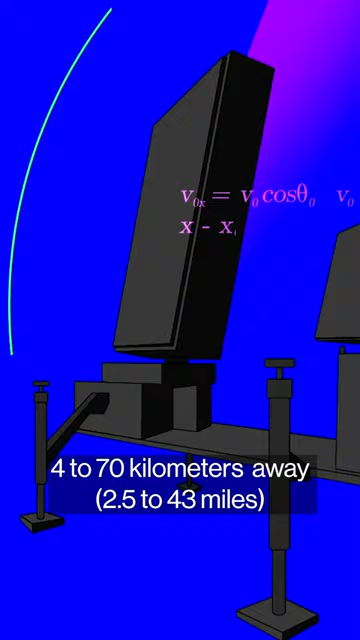 v₀ₓ = v₀ cosθ₀ v₀
x - x
4 to 70 kilometers away
(2.5 to 43 miles)